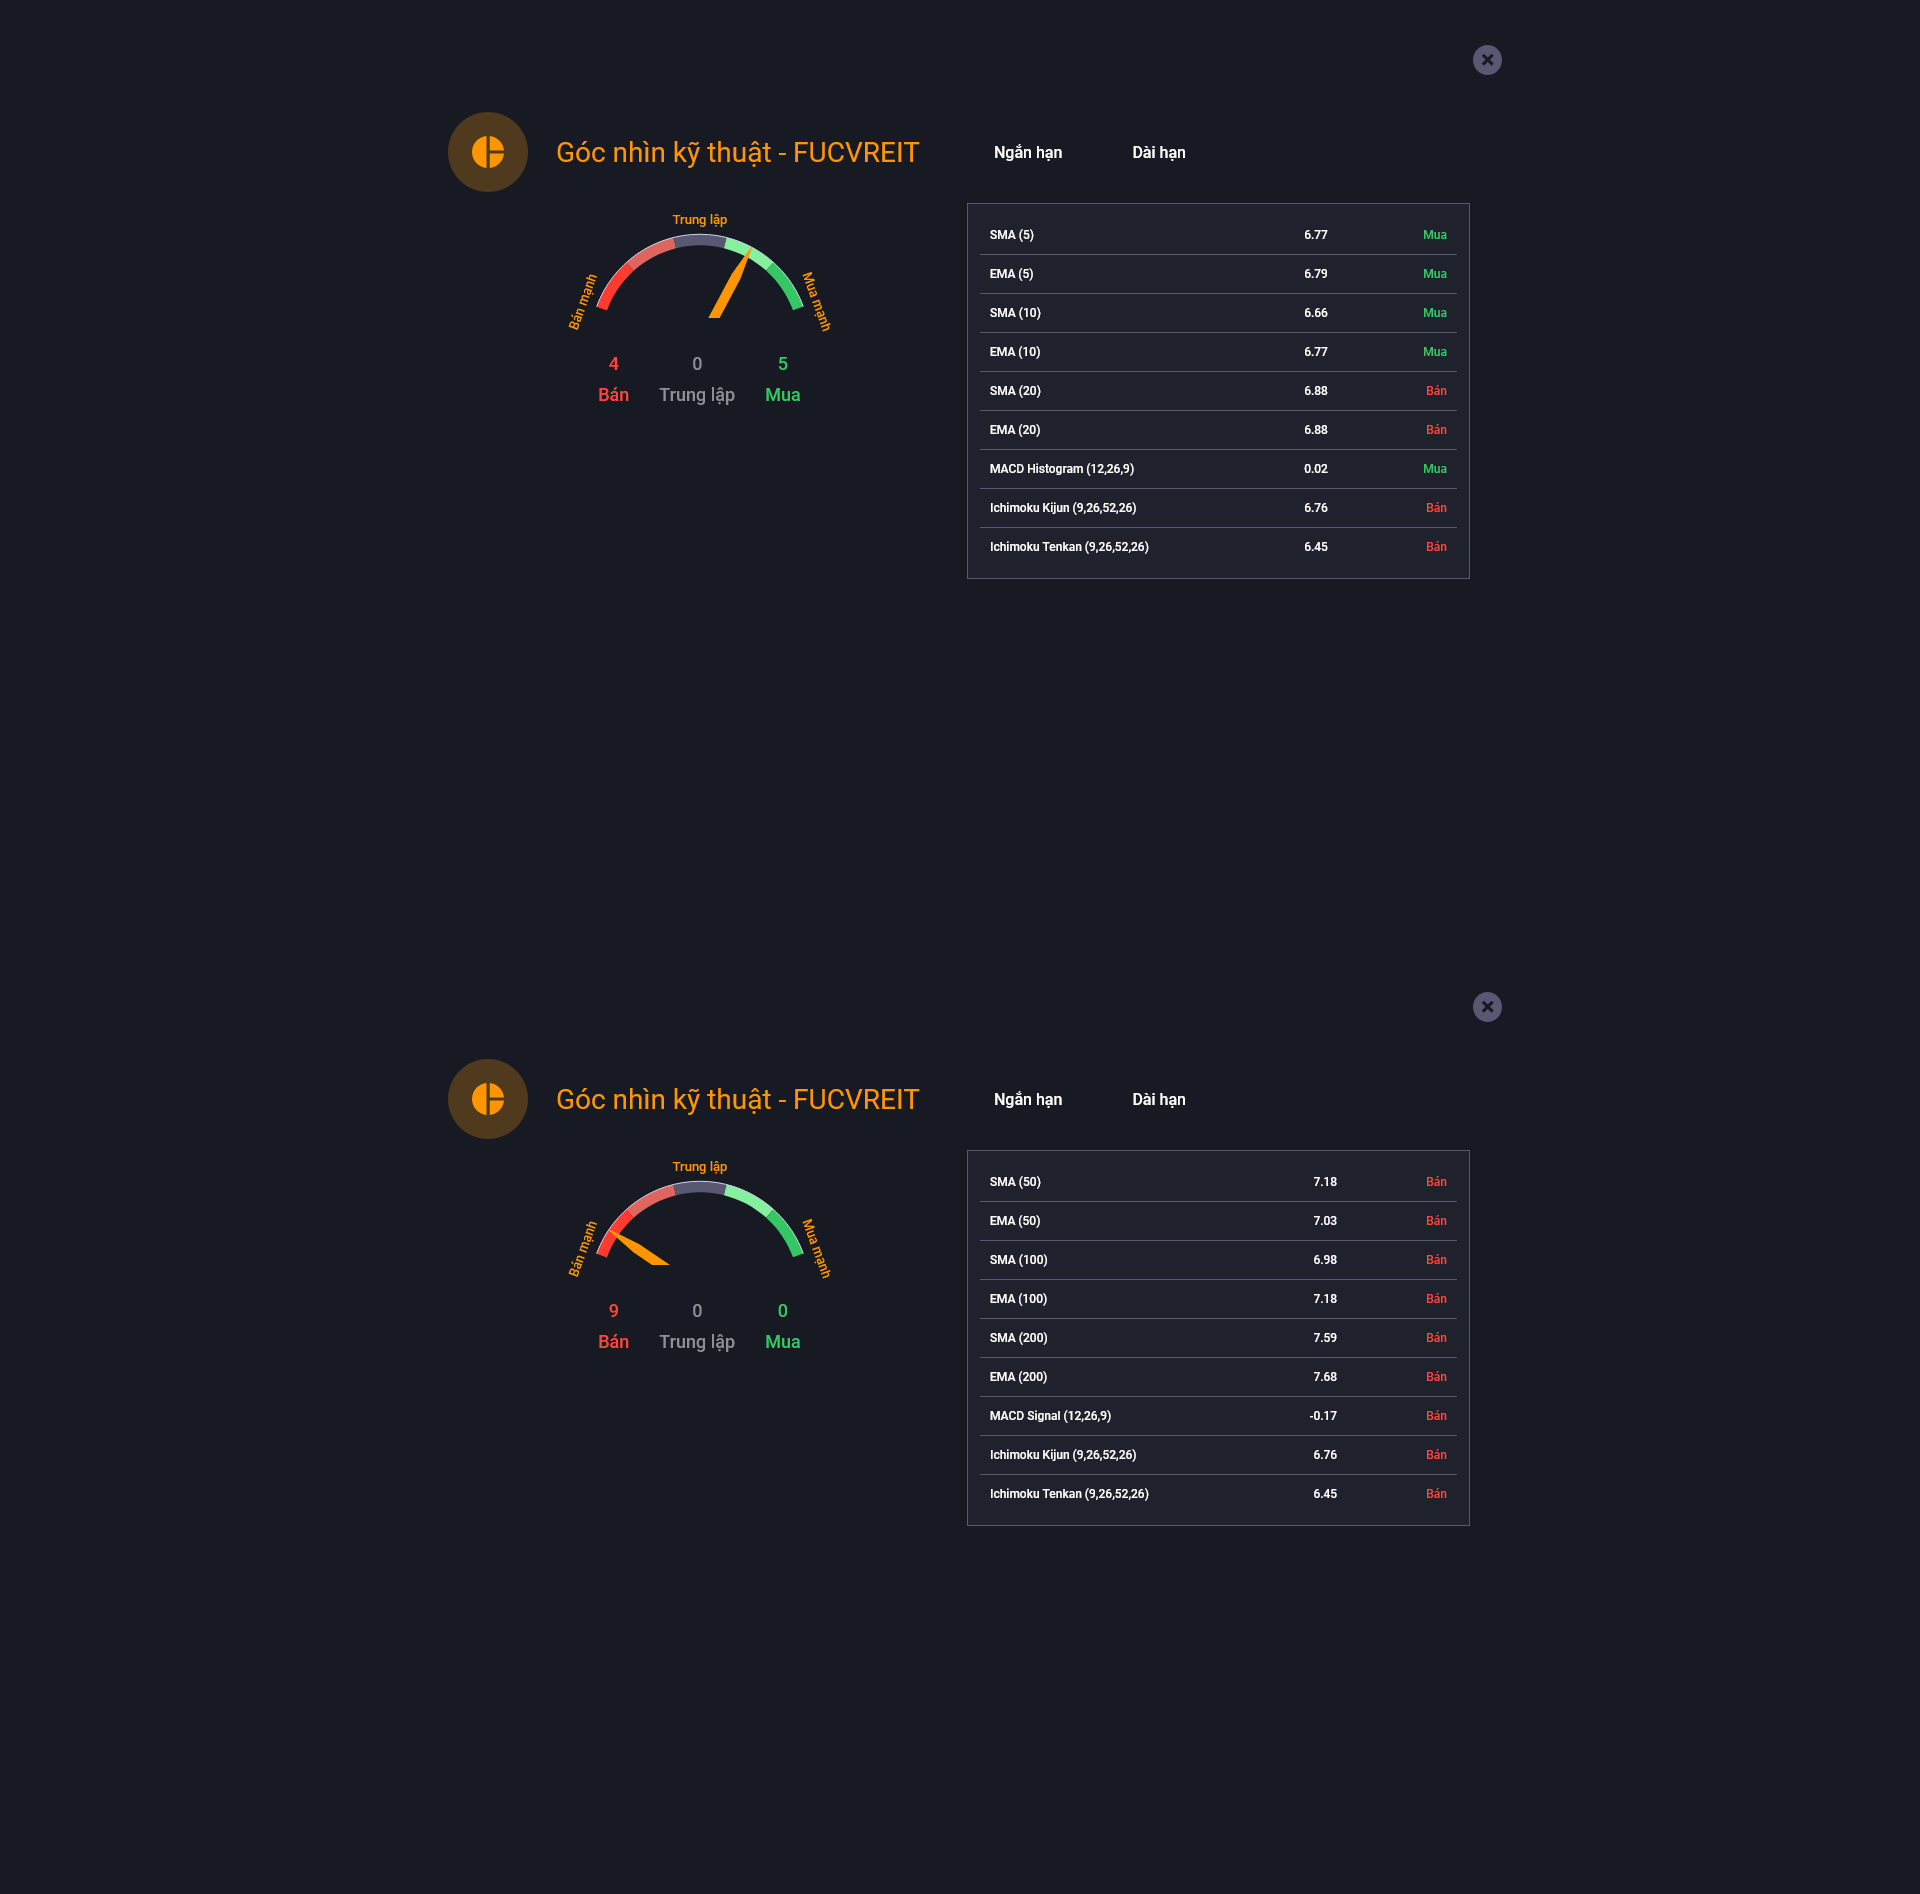 Góc nhìn kỹ thuật - FUCVREIT
Ngắn hạn Dài hạn
Trung lập
Bán mạnh
Mua mạnh
4 0 5
Bán Trung lập Mua
SMA (5) 6.77 Mua
EMA (5) 6.79 Mua
SMA (10) 6.66 Mua
EMA (10) 6.77 Mua
SMA (20) 6.88 Bán
EMA (20) 6.88 Bán
MACD Histogram (12,26,9) 0.02 Mua
Ichimoku Kijun (9,26,52,26) 6.76 Bán
Ichimoku Tenkan (9,26,52,26) 6.45 Bán
Góc nhìn kỹ thuật - FUCVREIT
Ngắn hạn Dài hạn
Trung lập
Bán mạnh
Mua mạnh
9 0 0
Bán Trung lập Mua
SMA (50) 7.18 Bán
EMA (50) 7.03 Bán
SMA (100) 6.98 Bán
EMA (100) 7.18 Bán
SMA (200) 7.59 Bán
EMA (200) 7.68 Bán
MACD Signal (12,26,9) -0.17 Bán
Ichimoku Kijun (9,26,52,26) 6.76 Bán
Ichimoku Tenkan (9,26,52,26) 6.45 Bán